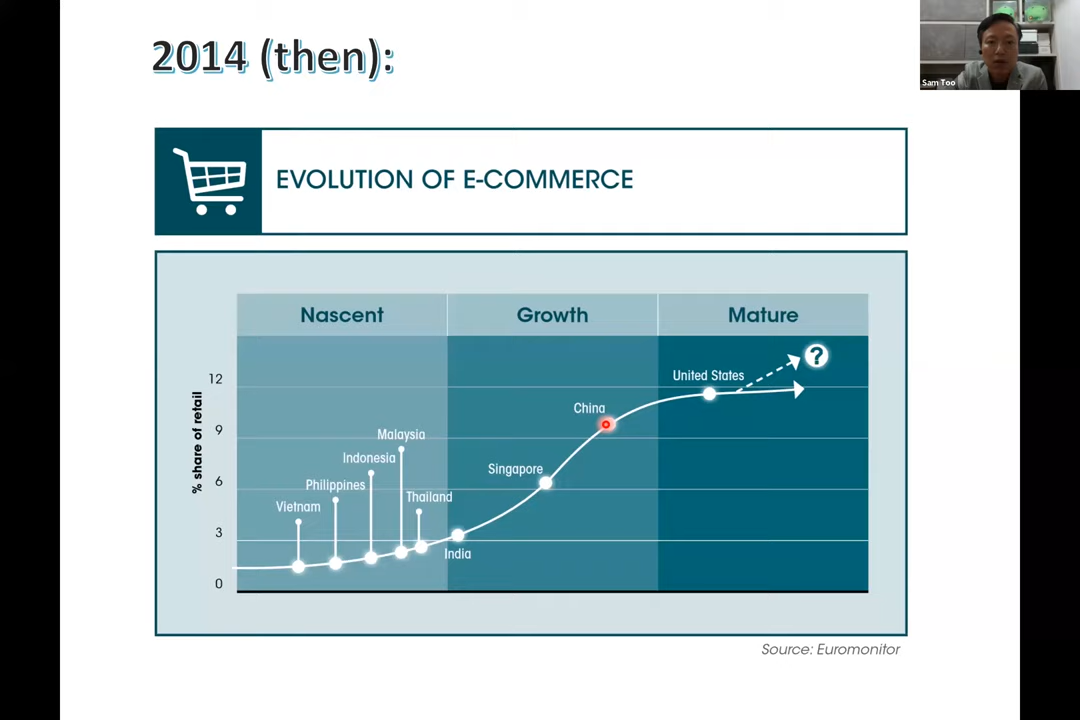 2014 (then):
Sam Too
EVOLUTION OF E-COMMERCE
Nascent
Growth
Mature
?
12
9
6
3
0
% share of retail
United States
China
Malaysia
Indonesia
Singapore
Philippines
Thailand
Vietnam
India
Source: Euromonitor